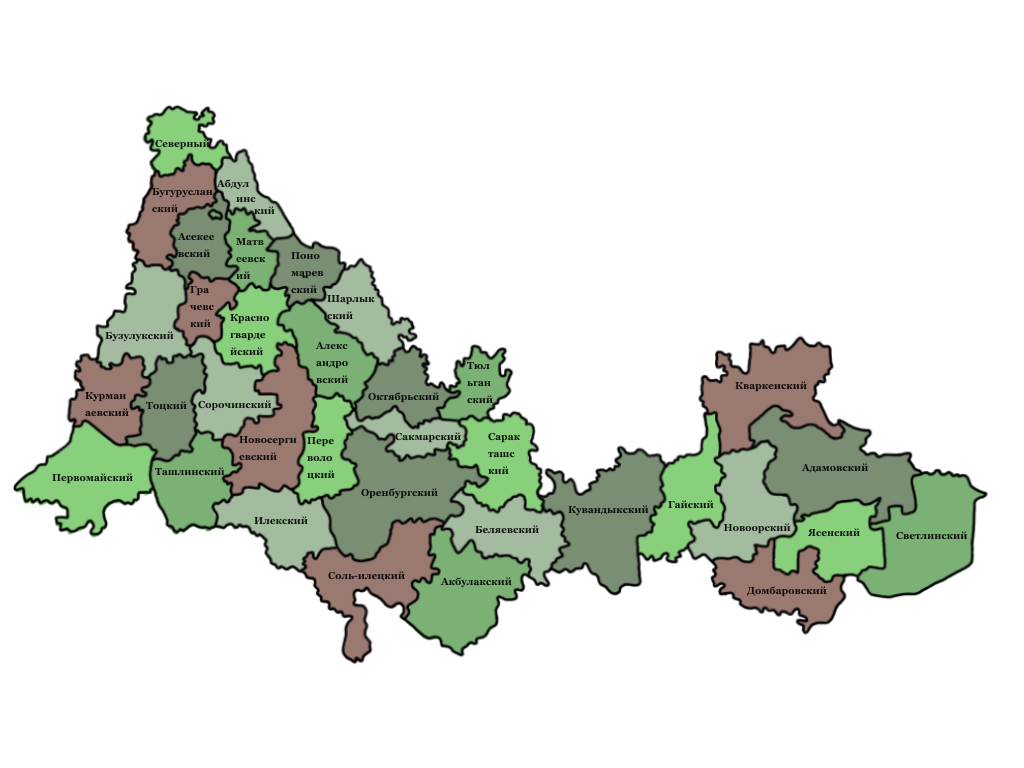 Северный
Бугуруслан
ский
Абдул
инс
кий
Асекее
вский
Матв
еевск
ий
Поно
марев
ский
Гра
чевс
кий
Шарлык
ский
Бузулукский
Красно
гварде
йский
Алекс
андро
вский
Курман
аевский
Тоцкий
Сорочинский
Октябрьский
Тюл
ьган
ский
Кваркенский
Новосерги
евский
Пере
воло
цкий
Сакмарский
Сарак
ташс
кий
Первомайский
Ташлинский
Оренбургский
Адамовский
Илекский
Беляевский
Кувандыкский
Гайский
Новоорский
Ясенский
Светлинский
Соль-илецкий
Акбулакский
Домбаровский